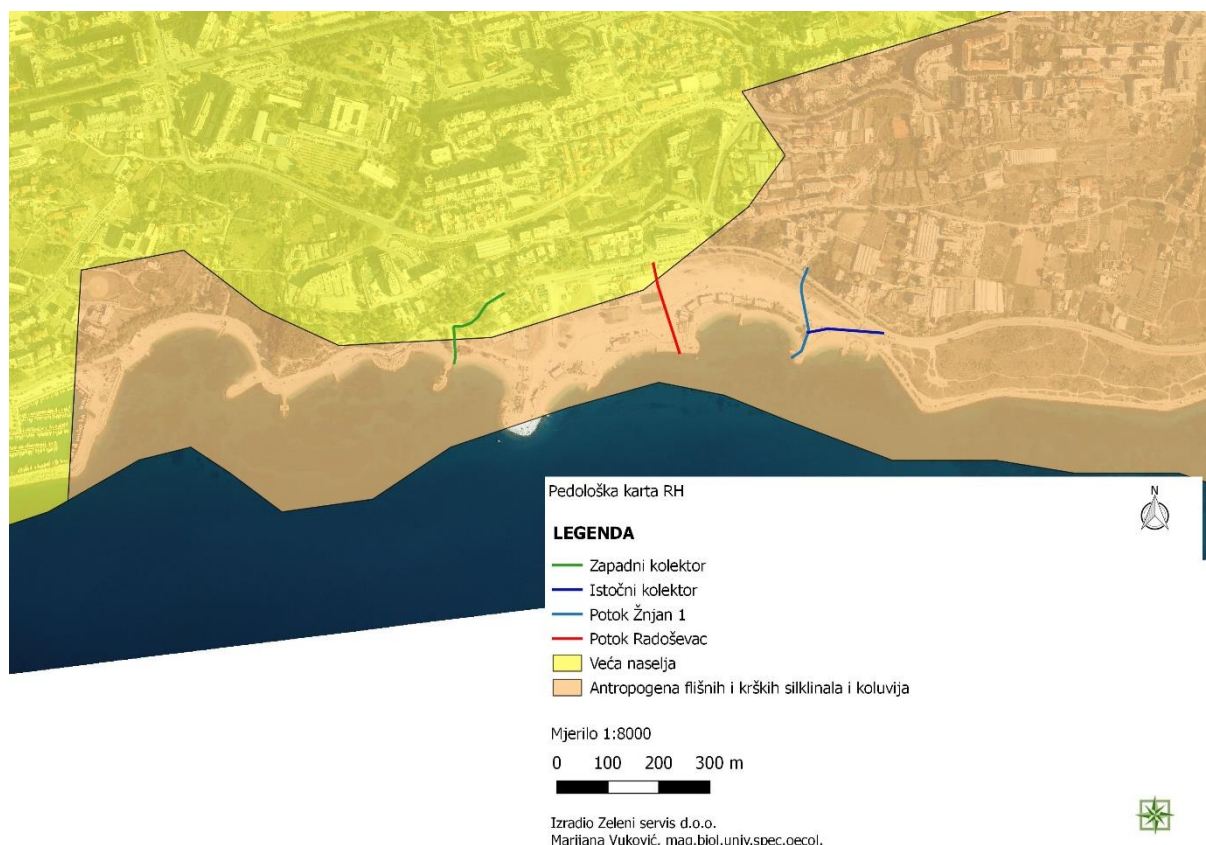 Pedološka karta RH
N
LEGENDA
Zapadni kolektor
Istočni kolektor
Potok Žnjan 1
Potok Radoševac
Veća naselja
Antropogena flišnih i krških silklinala i koluvija
Mjerilo 1:8000
0 100 200 300 m
Izradio Zeleni servis d.o.o.
Marijana Vuković, mag.biol.univ.spec.oecol.